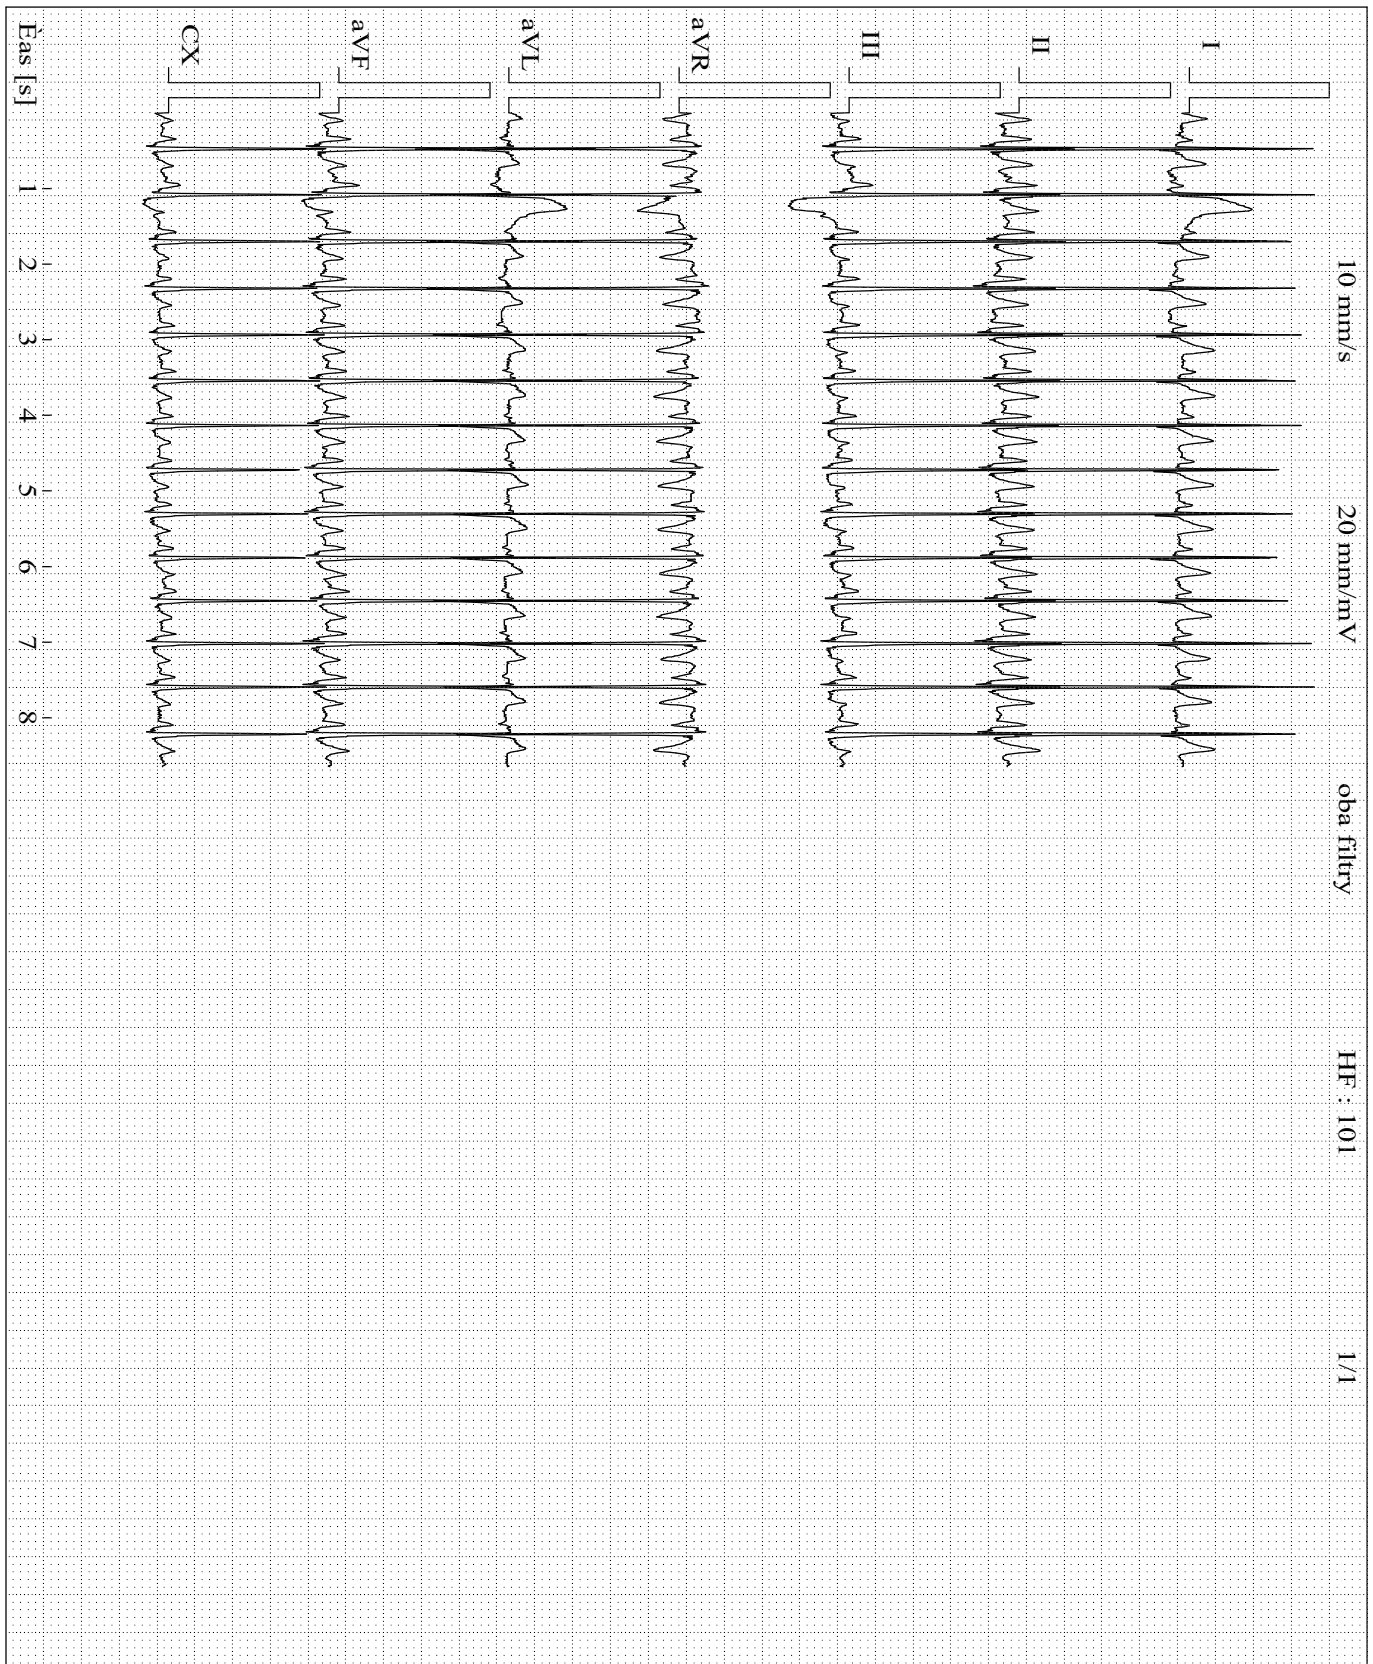 10 mm/s 20 mm/mV oba filtry HF : 101 1/1
I
II
III
aVR
aVL
aVF
CX
Èas [s] 1 2 3 4 5 6 7 8